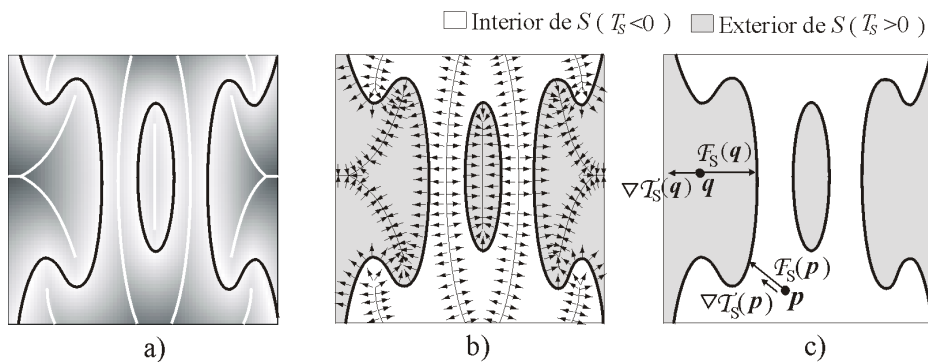 Interior de S ( T_S<0 ) Exterior de S ( T_S>0 )
F_S(q)
∇T_S(q) q
F_S(p)
∇T_S(p) p
a) b) c)